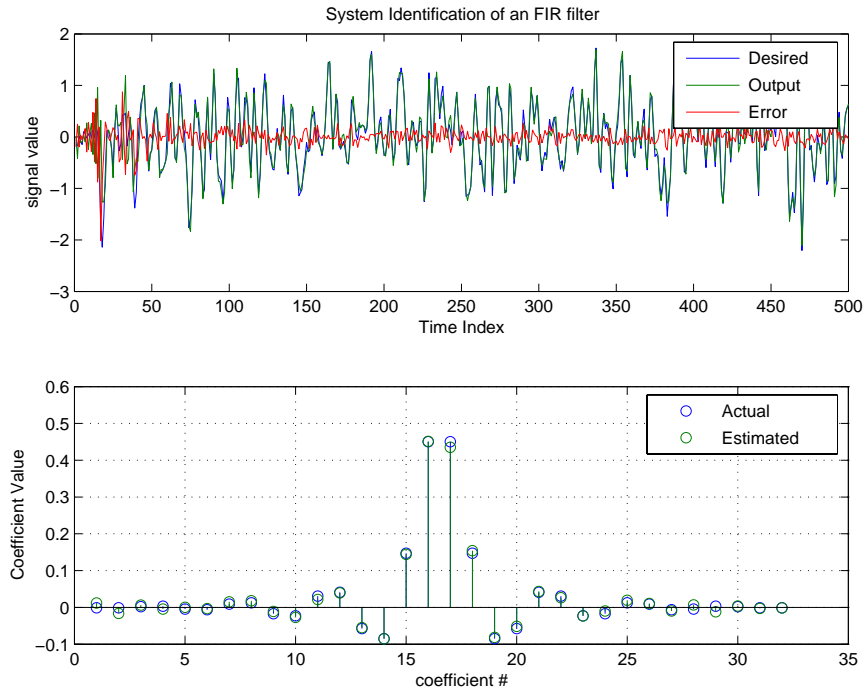 System Identification of an FIR filter
2
1
0
−1
−2
−3
signal value
Desired
Output
Error
0 50 100 150 200 250 300 350 400 450 500
Time Index
0.6
0.5
0.4
0.3
0.2
0.1
0
−0.1
Coefficient Value
Actual
Estimated
0 5 10 15 20 25 30 35
coefficient #